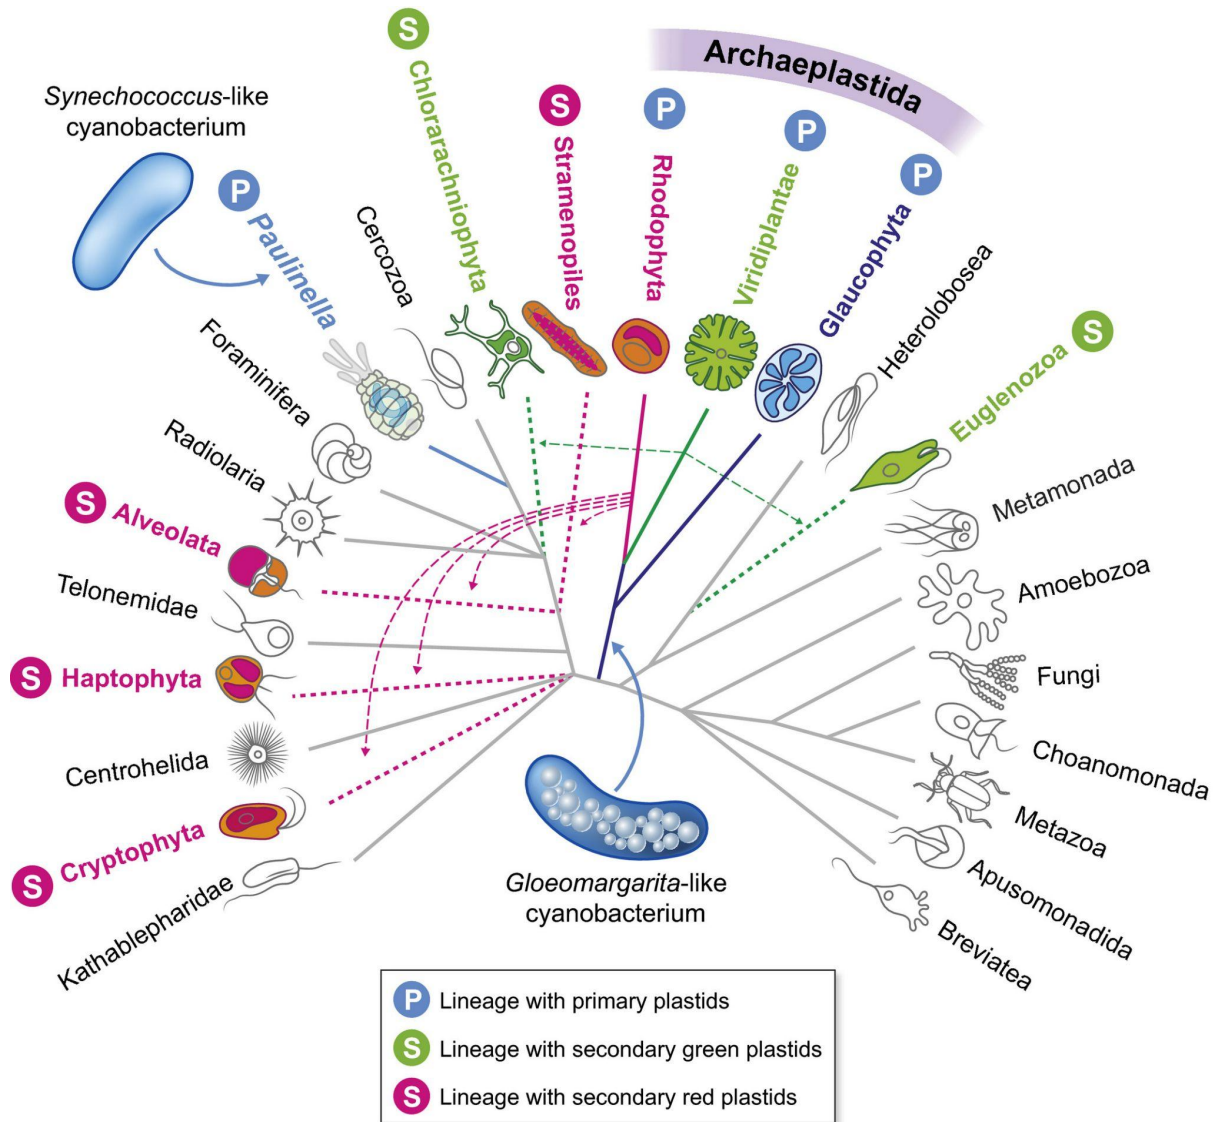 Archaeplastida
Synechococcus-like
cyanobacterium
S
Chlorarachniophyta
S
Stramenopiles
P
Rhodophyta
P
Viridiplantae
P
Glaucophyta
P
Paulinella
Cercozoa
Heterolobosea
S
Euglenozoa
Foraminifera
Radiolaria
Metamonada
S
Alveolata
Amoebozoa
Telonemidae
S
Haptophyta
Fungi
Centrohelida
Choanomonada
S
Cryptophyta
Metazoa
Kathablepharidae
Apusomonadida
Gloeomargarita-like
cyanobacterium
Breviatea
P Lineage with primary plastids
S Lineage with secondary green plastids
S Lineage with secondary red plastids